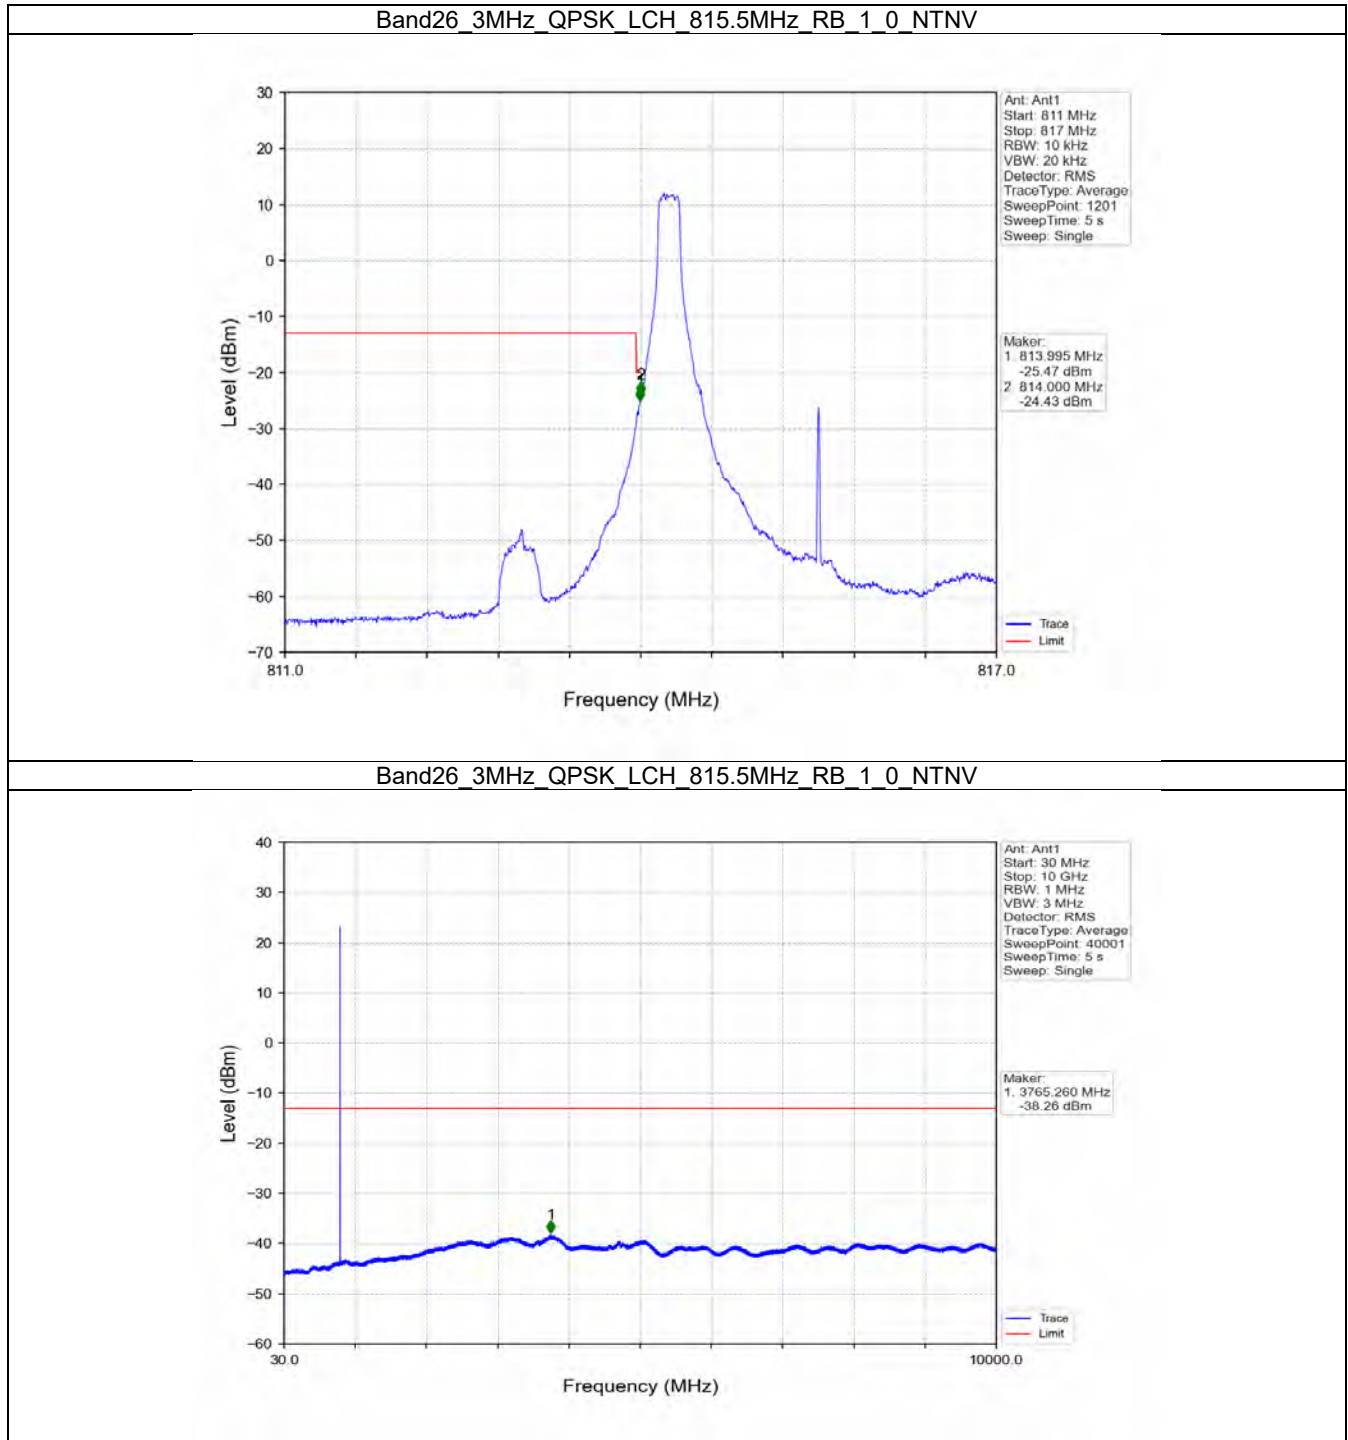 Band26_3MHz_QPSK_LCH_815.5MHz_RB_1_0_NTNV
30
20
10
0
−10
−20
−30
−40
−50
−60
−70
Level (dBm)
811.0
817.0
Frequency (MHz)
2
Ant: Ant1
Start: 811 MHz
Stop: 817 MHz
RBW: 10 kHz
VBW: 20 kHz
Detector: RMS
TraceType: Average
SweepPoint: 1201
SweepTime: 5 s
Sweep: Single
Maker:
1. 813.995 MHz
-25.47 dBm
2 814.000 MHz
-24.43 dBm
Trace
Limit
Band26_3MHz_QPSK_LCH_815.5MHz_RB_1_0_NTNV
40
30
20
10
0
−10
−20
−30
−40
−50
−60
Level (dBm)
30.0
10000.0
Frequency (MHz)
1
Ant: Ant1
Start: 30 MHz
Stop: 10 GHz
RBW: 1 MHz
VBW: 3 MHz
Detector: RMS
TraceType: Average
SweepPoint: 40001
SweepTime: 5 s
Sweep: Single
Maker:
1. 3765.260 MHz
-38.26 dBm
Trace
Limit